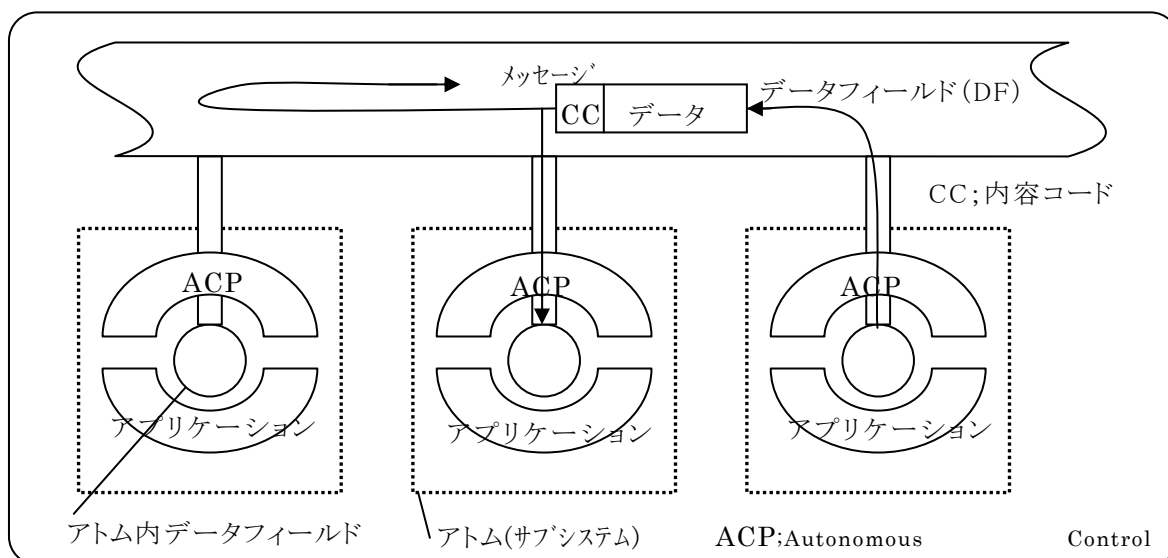 メッセージ
データフィールド(DF)
CC
データ
CC;内容コード
ACP
ACP
ACP
アプリケーション
アプリケーション
アプリケーション
アトム内データフィールド
アトム(サブシステム)
ACP;Autonomous Control